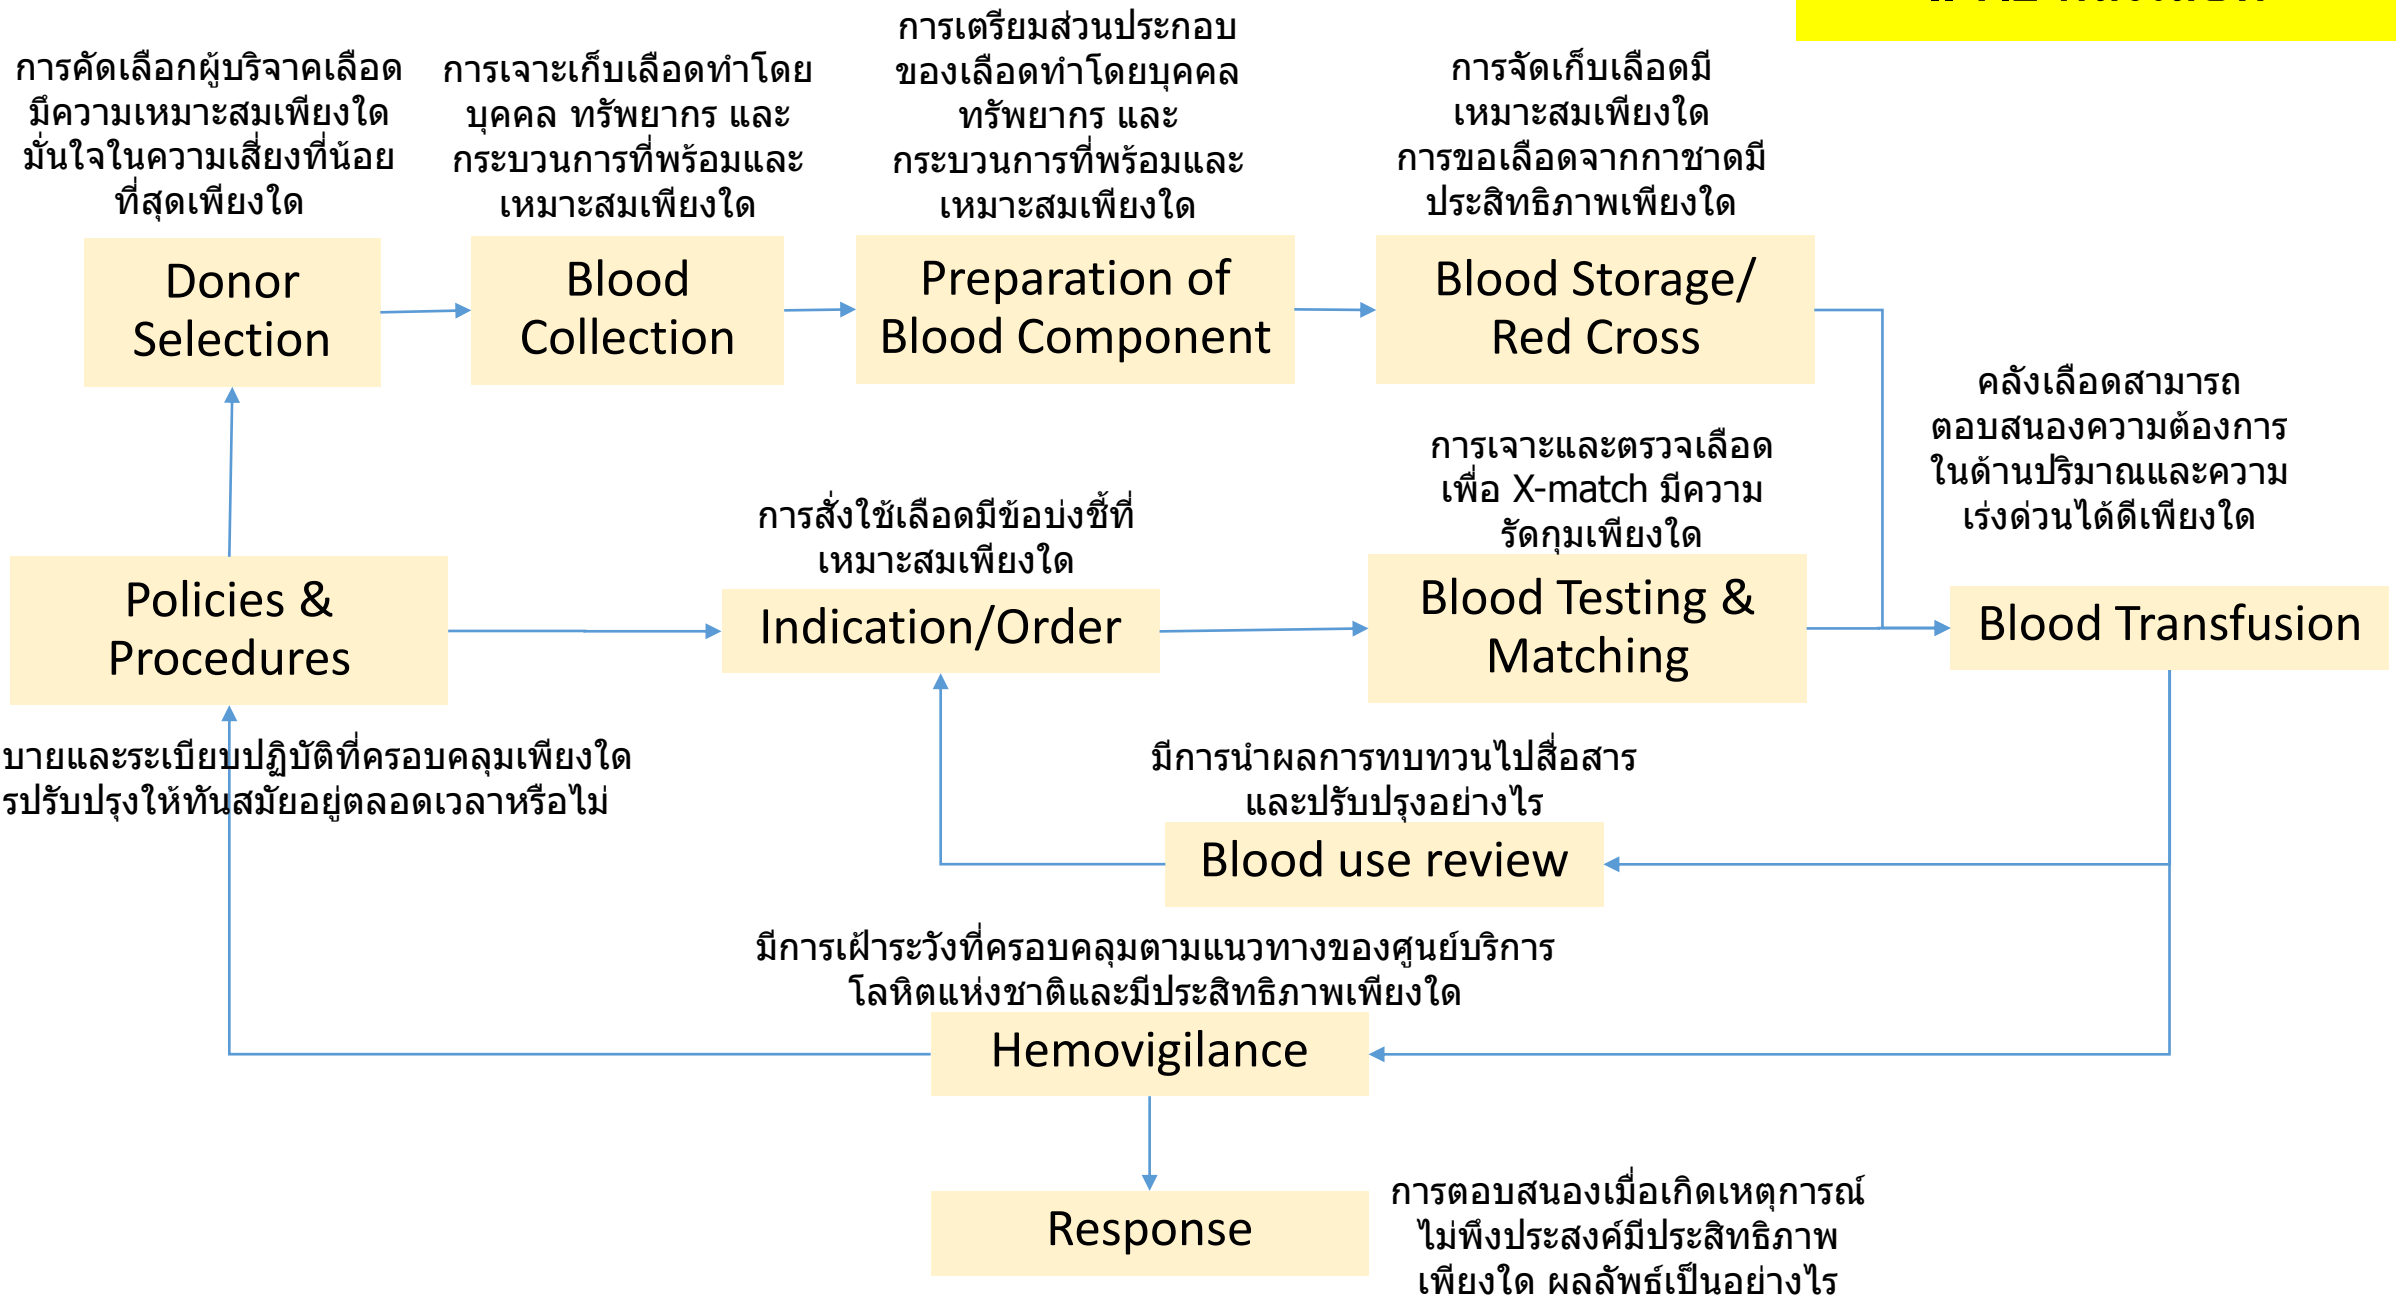 การคัดเลือกผู้บริจาคเลือด
มีความเหมาะสมเพียงใด
มั่นใจในความเสี่ยงที่น้อย
ที่สุดเพียงใด
การเจาะเก็บเลือดทำโดย
บุคคล ทรัพยากร และ
กระบวนการที่พร้อมและ
เหมาะสมเพียงใด
การเตรียมส่วนประกอบ
ของเลือดทำโดยบุคคล
ทรัพยากร และ
กระบวนการที่พร้อมและ
เหมาะสมเพียงใด
การจัดเก็บเลือดมี
เหมาะสมเพียงใด
การขอเลือดจากกาชาดมี
ประสิทธิภาพเพียงใด
Donor
Selection
Blood
Collection
Preparation of
Blood Component
Blood Storage/
Red Cross
คลังเลือดสามารถ
ตอบสนองความต้องการ
ในด้านปริมาณและความ
เร่งด่วนได้ดีเพียงใด
การเจาะและตรวจเลือด
เพื่อ X-match มีความ
รัดกุมเพียงใด
การสั่งใช้เลือดมีข้อบ่งชี้ที่
เหมาะสมเพียงใด
Policies &
Procedures
Indication/Order
Blood Testing &
Matching
Blood Transfusion
บายและระเบียบปฏิบัติที่ครอบคลุมเพียงใด
รปรับปรุงให้ทันสมัยอยู่ตลอดเวลาหรือไม่
มีการนำผลการทบทวนไปสื่อสาร
และปรับปรุงอย่างไร
Blood use review
มีการเฝ้าระวังที่ครอบคลุมตามแนวทางของศูนย์บริการ
โลหิตแห่งชาติและมีประสิทธิภาพเพียงใด
Hemovigilance
Response
การตอบสนองเมื่อเกิดเหตุการณ์
ไม่พึงประสงค์มีประสิทธิภาพ
เพียงใด ผลลัพธ์เป็นอย่างไร